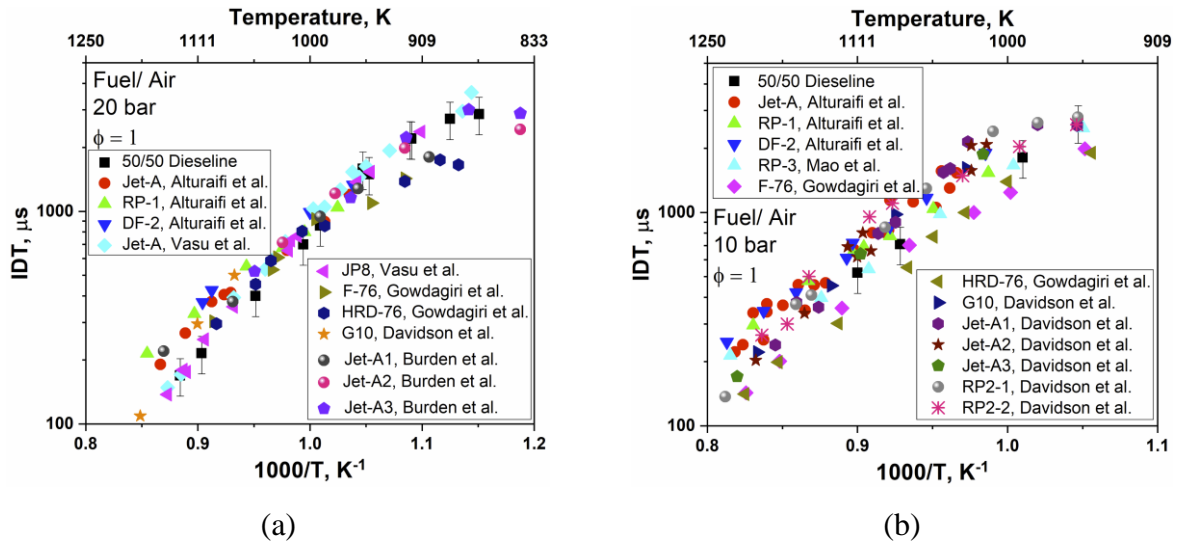 Temperature, K
1250 1111 1000 909 833
Fuel/ Air
20 bar
ϕ = 1
50/50 Dieseline
Jet-A, Alturaifi et al.
RP-1, Alturaifi et al.
DF-2, Alturaifi et al.
Jet-A, Vasu et al.
JP8, Vasu et al.
F-76, Gowdagiri et al.
HRD-76, Gowdagiri et al.
G10, Davidson et al.
Jet-A1, Burden et al.
Jet-A2, Burden et al.
Jet-A3, Burden et al.
IDT, μs
1000
100
0.8 0.9 1.0 1.1 1.2
1000/T, K⁻¹
(a)
Temperature, K
1250 1111 1000 909
50/50 Dieseline
Jet-A, Alturaifi et al.
RP-1, Alturaifi et al.
DF-2, Alturaifi et al.
RP-3, Mao et al.
F-76, Gowdagiri et al.
Fuel/ Air
10 bar
ϕ = 1
HRD-76, Gowdagiri et al.
G10, Davidson et al.
Jet-A1, Davidson et al.
Jet-A2, Davidson et al.
Jet-A3, Davidson et al.
RP2-1, Davidson et al.
RP2-2, Davidson et al.
IDT, μs
1000
100
0.8 0.9 1.0 1.1
1000/T, K⁻¹
(b)